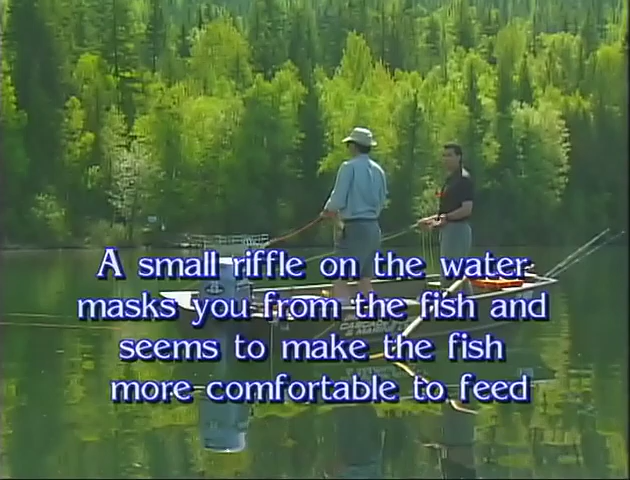 A small riffle on the water
masks you from the fish and
seems to make the fish
more comfortable to feed